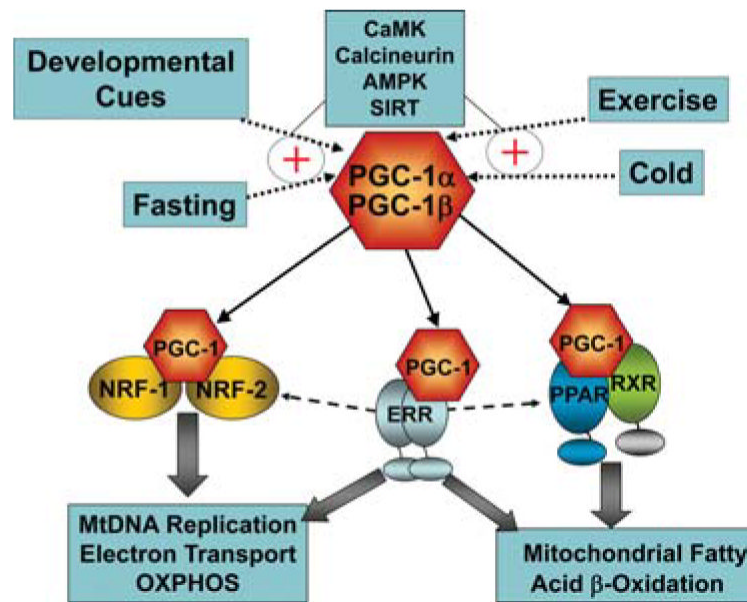 CaMK
Calcineurin
AMPK
SIRT
Developmental
Cues
Exercise
+
+
PGC-1α
PGC-1β
Fasting
Cold
PGC-1
NRF-1
NRF-2
PGC-1
ERR
PGC-1
PPAR
RXR
MtDNA Replication
Electron Transport
OXPHOS
Mitochondrial Fatty
Acid β-Oxidation